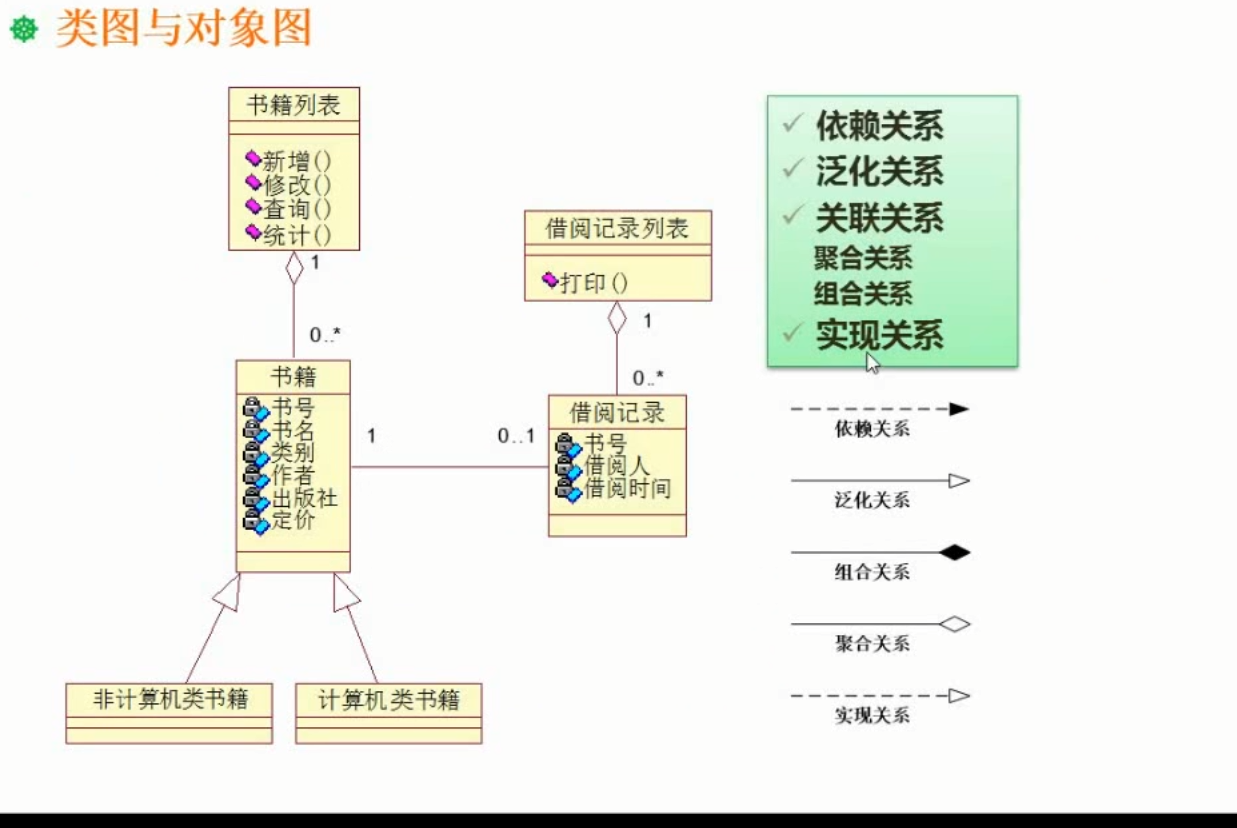 类图与对象图
书籍列表
新增()
修改()
查询()
统计()
1
0..*
书籍
书号
书名
类别
作者
出版社
定价
1
0..1
借阅记录列表
打印()
1
0..*
借阅记录
书号
借阅人
借阅时间
非计算机类书籍
计算机类书籍
依赖关系
泛化关系
关联关系
聚合关系
组合关系
实现关系
依赖关系
泛化关系
组合关系
聚合关系
实现关系